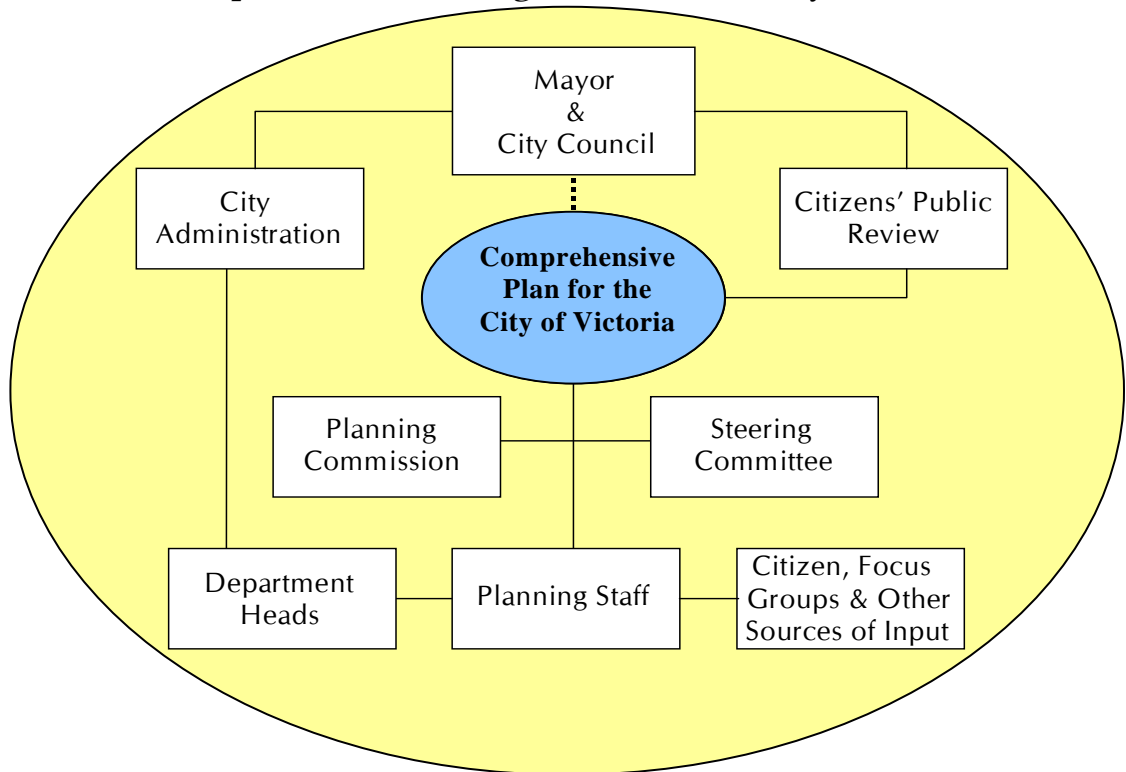 Mayor
&
City Council
City
Administration
Citizens’ Public
Review
Comprehensive
Plan for the
City of Victoria
Planning
Commission
Steering
Committee
Department
Heads
Planning Staff
Citizen, Focus
Groups & Other
Sources of Input